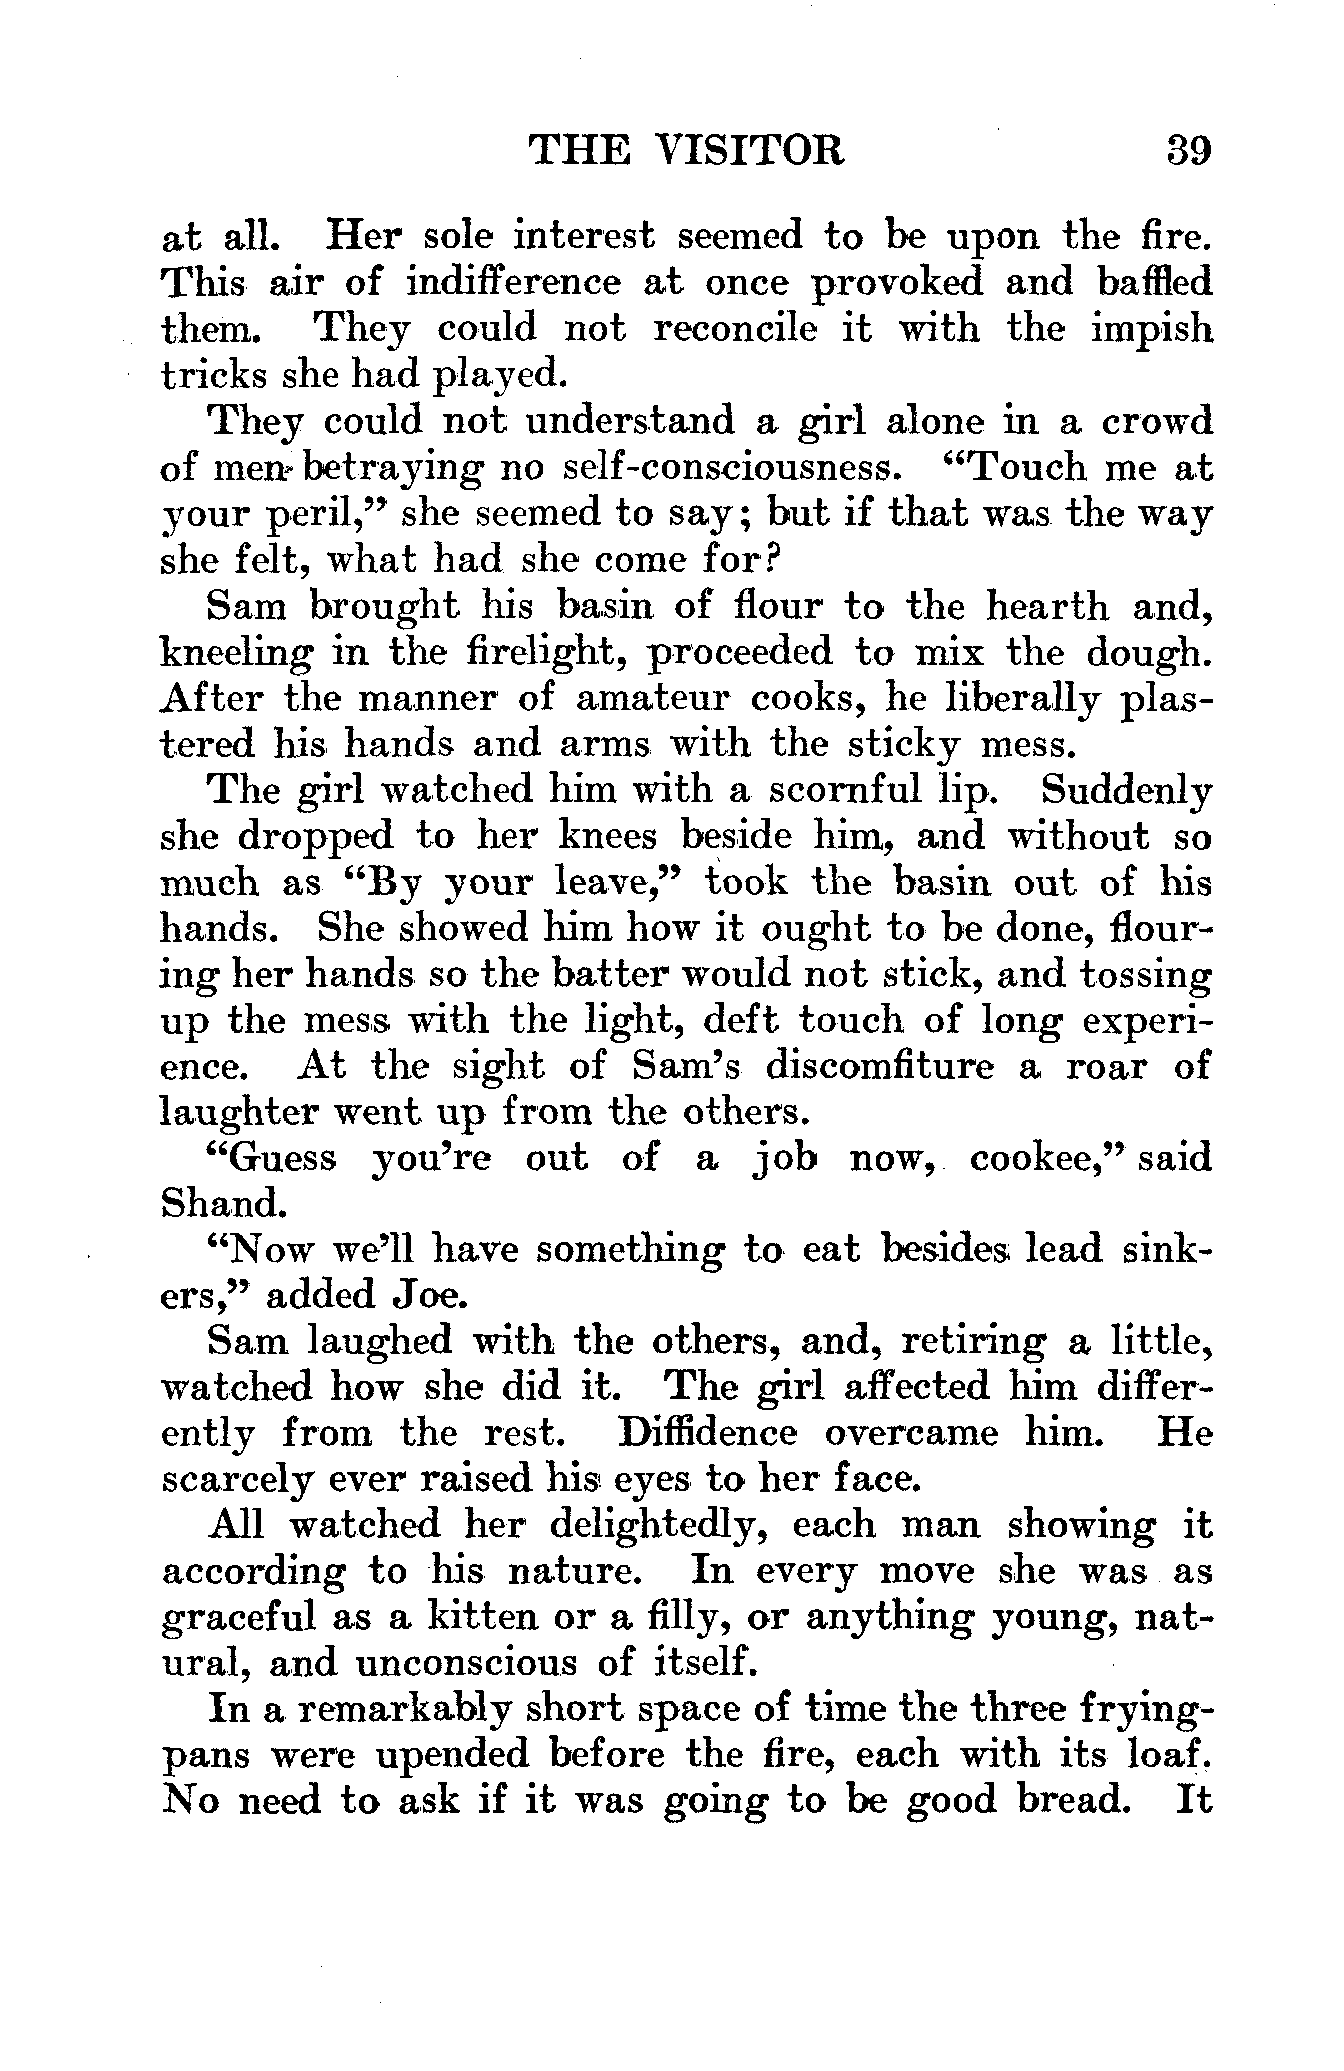 THE VISITOR 39
at all. Her sole interest seemed to be upon the fire.
This air of indifference at once provoked and baffled
them. They could not reconcile it with the impish
tricks she had played.
They could not understand a girl alone in a crowd
of men betraying no self-consciousness. “Touch me at
your peril,” she seemed to say; but if that was the way
she felt, what had she come for?
Sam brought his basin of flour to the hearth and,
kneeling in the firelight, proceeded to mix the dough.
After the manner of amateur cooks, he liberally plas-
tered his hands and arms with the sticky mess.
The girl watched him with a scornful lip. Suddenly
she dropped to her knees beside him, and without so
much as “By your leave,” took the basin out of his
hands. She showed him how it ought to be done, flour-
ing her hands so the batter would not stick, and tossing
up the mess with the light, deft touch of long experi-
ence. At the sight of Sam’s discomfiture a roar of
laughter went up from the others.
“Guess you’re out of a job now, cookee,” said
Shand.
“Now we’ll have something to eat besides lead sink-
ers,” added Joe.
Sam laughed with the others, and, retiring a little,
watched how she did it. The girl affected him differ-
ently from the rest. Diffidence overcame him. He
scarcely ever raised his eyes to her face.
All watched her delightedly, each man showing it
according to his nature. In every move she was as
graceful as a kitten or a filly, or anything young, nat-
ural, and unconscious of itself.
In a remarkably short space of time the three frying-
pans were upended before the fire, each with its loaf.
No need to ask if it was going to be good bread. It